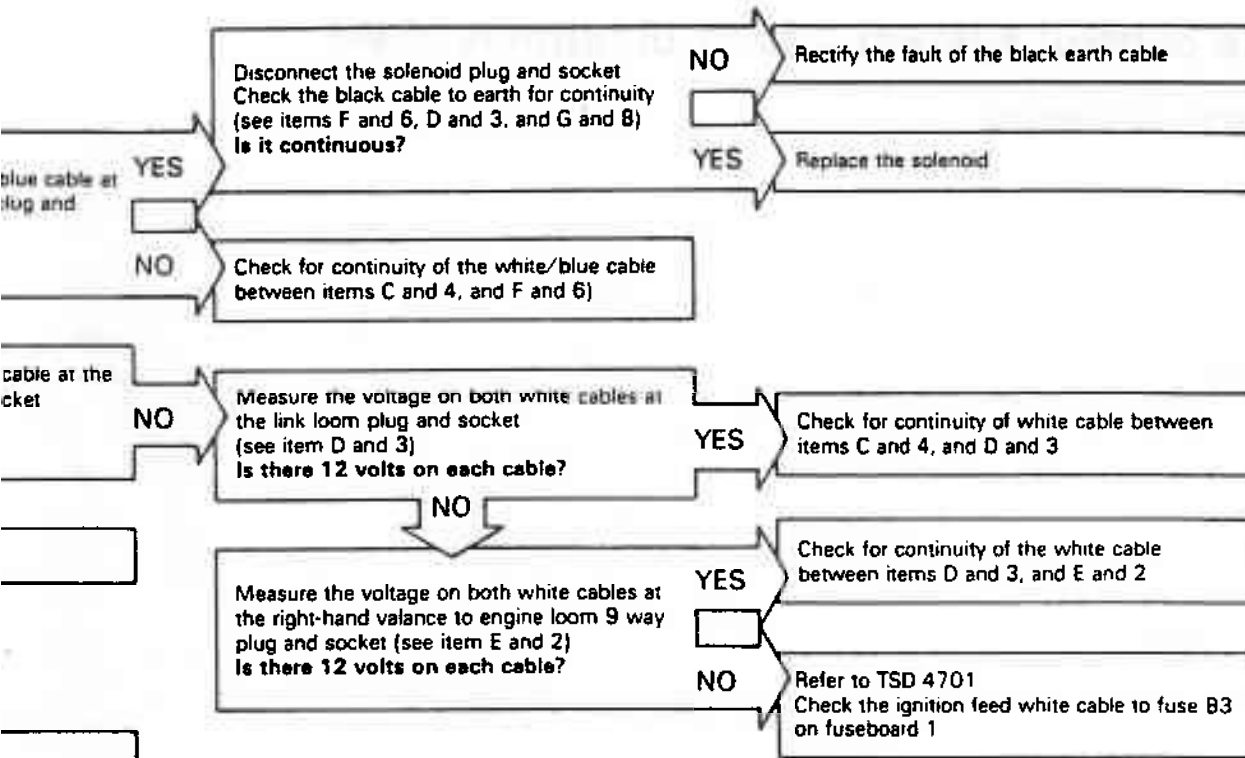 blue cable at
plug and
YES
NO
Disconnect the solenoid plug and socket
Check the black cable to earth for continuity
(see items F and 6, D and 3, and G and 8)
Is it continuous?
NO
Rectify the fault of the black earth cable
YES
Replace the solenoid
Check for continuity of the white/blue cable
between items C and 4, and F and 6)
cable at the
cket
NO
Measure the voltage on both white cables at
the link loom plug and socket
(see item D and 3)
Is there 12 volts on each cable?
YES
Check for continuity of white cable between
items C and 4, and D and 3
NO
Measure the voltage on both white cables at
the right-hand valance to engine loom 9 way
plug and socket (see item E and 2)
Is there 12 volts on each cable?
YES
Check for continuity of the white cable
between items D and 3, and E and 2
NO
Refer to TSD 4701
Check the ignition feed white cable to fuse B3
on fuseboard 1